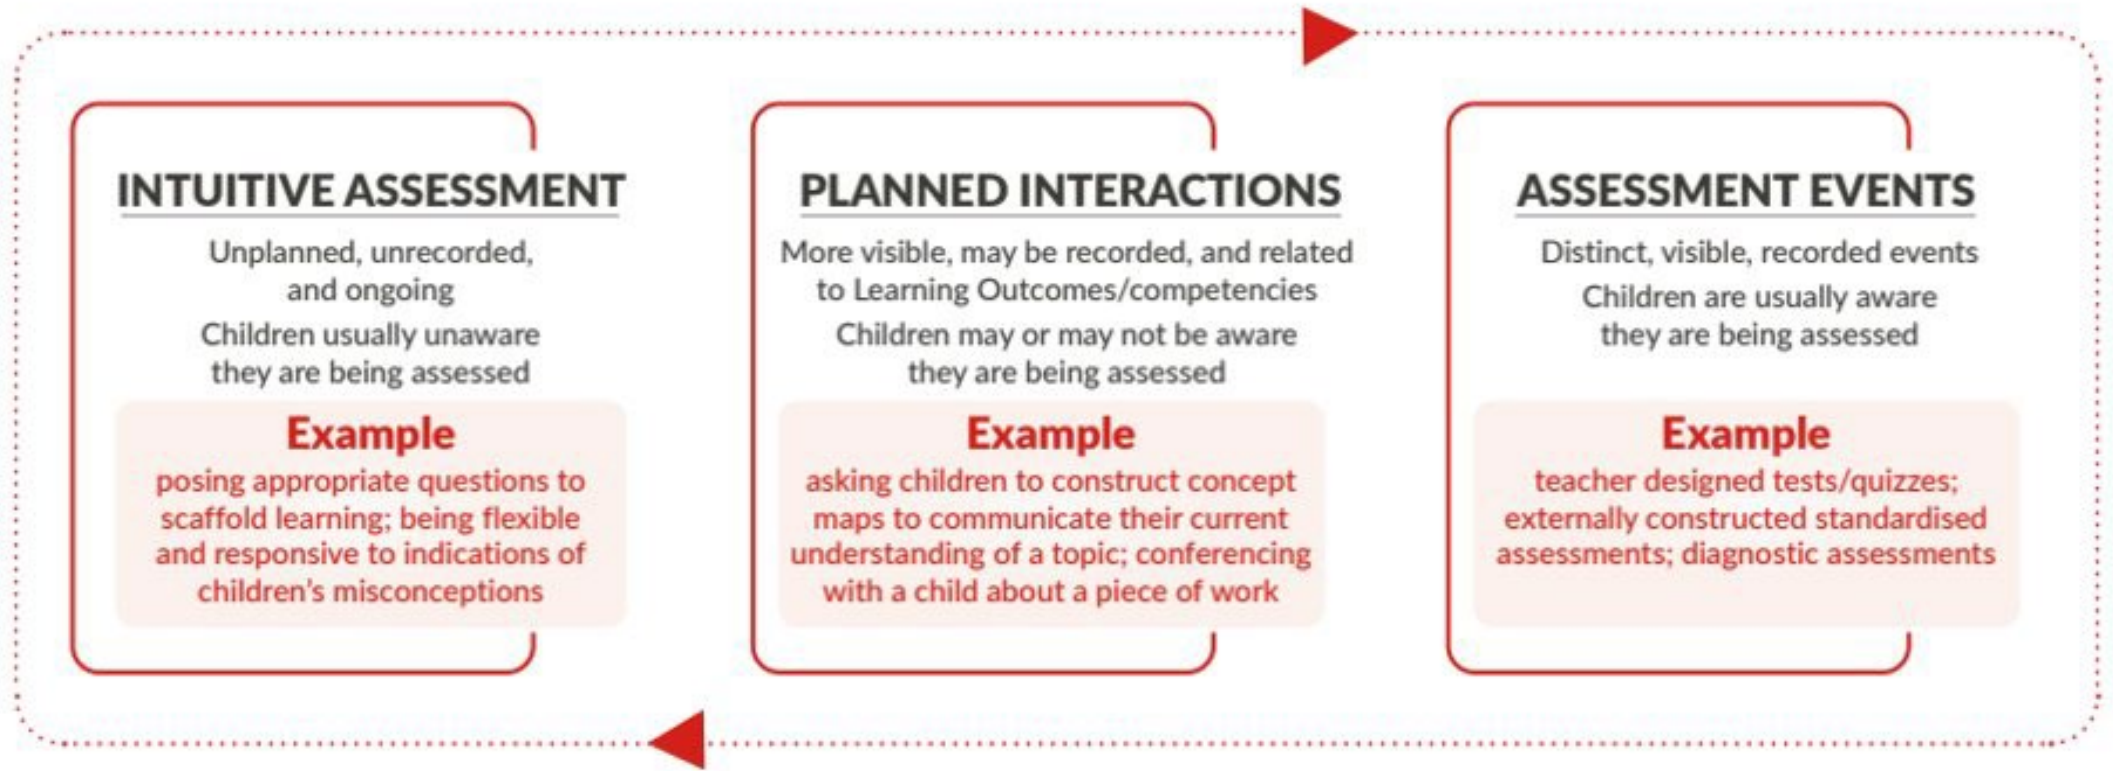 INTUITIVE ASSESSMENT
Unplanned, unrecorded,
and ongoing
Children usually unaware
they are being assessed
Example
posing appropriate questions to
scaffold learning; being flexible
and responsive to indications of
children's misconceptions
PLANNED INTERACTIONS
More visible, may be recorded, and related
to Learning Outcomes/competencies
Children may or may not be aware
they are being assessed
Example
asking children to construct concept
maps to communicate their current
understanding of a topic; conferencing
with a child about a piece of work
ASSESSMENT EVENTS
Distinct, visible, recorded events
Children are usually aware
they are being assessed
Example
teacher designed tests/quizzes;
externally constructed standardised
assessments; diagnostic assessments